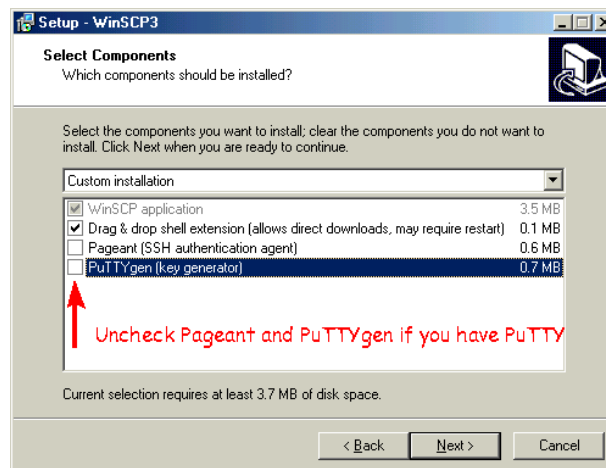 Setup - WinSCP3
Select Components
Which components should be installed?
Select the components you want to install; clear the components you do not want to
install. Click Next when you are ready to continue.
Custom installation
WinSCP application 3.5 MB
Drag & drop shell extension (allows direct downloads, may require restart) 0.1 MB
Pageant (SSH authentication agent) 0.6 MB
PuTTYgen (key generator) 0.7 MB
Uncheck Pageant and PuTTYgen if you have PuTTY
Current selection requires at least 3.7 MB of disk space.
< Back Next > Cancel